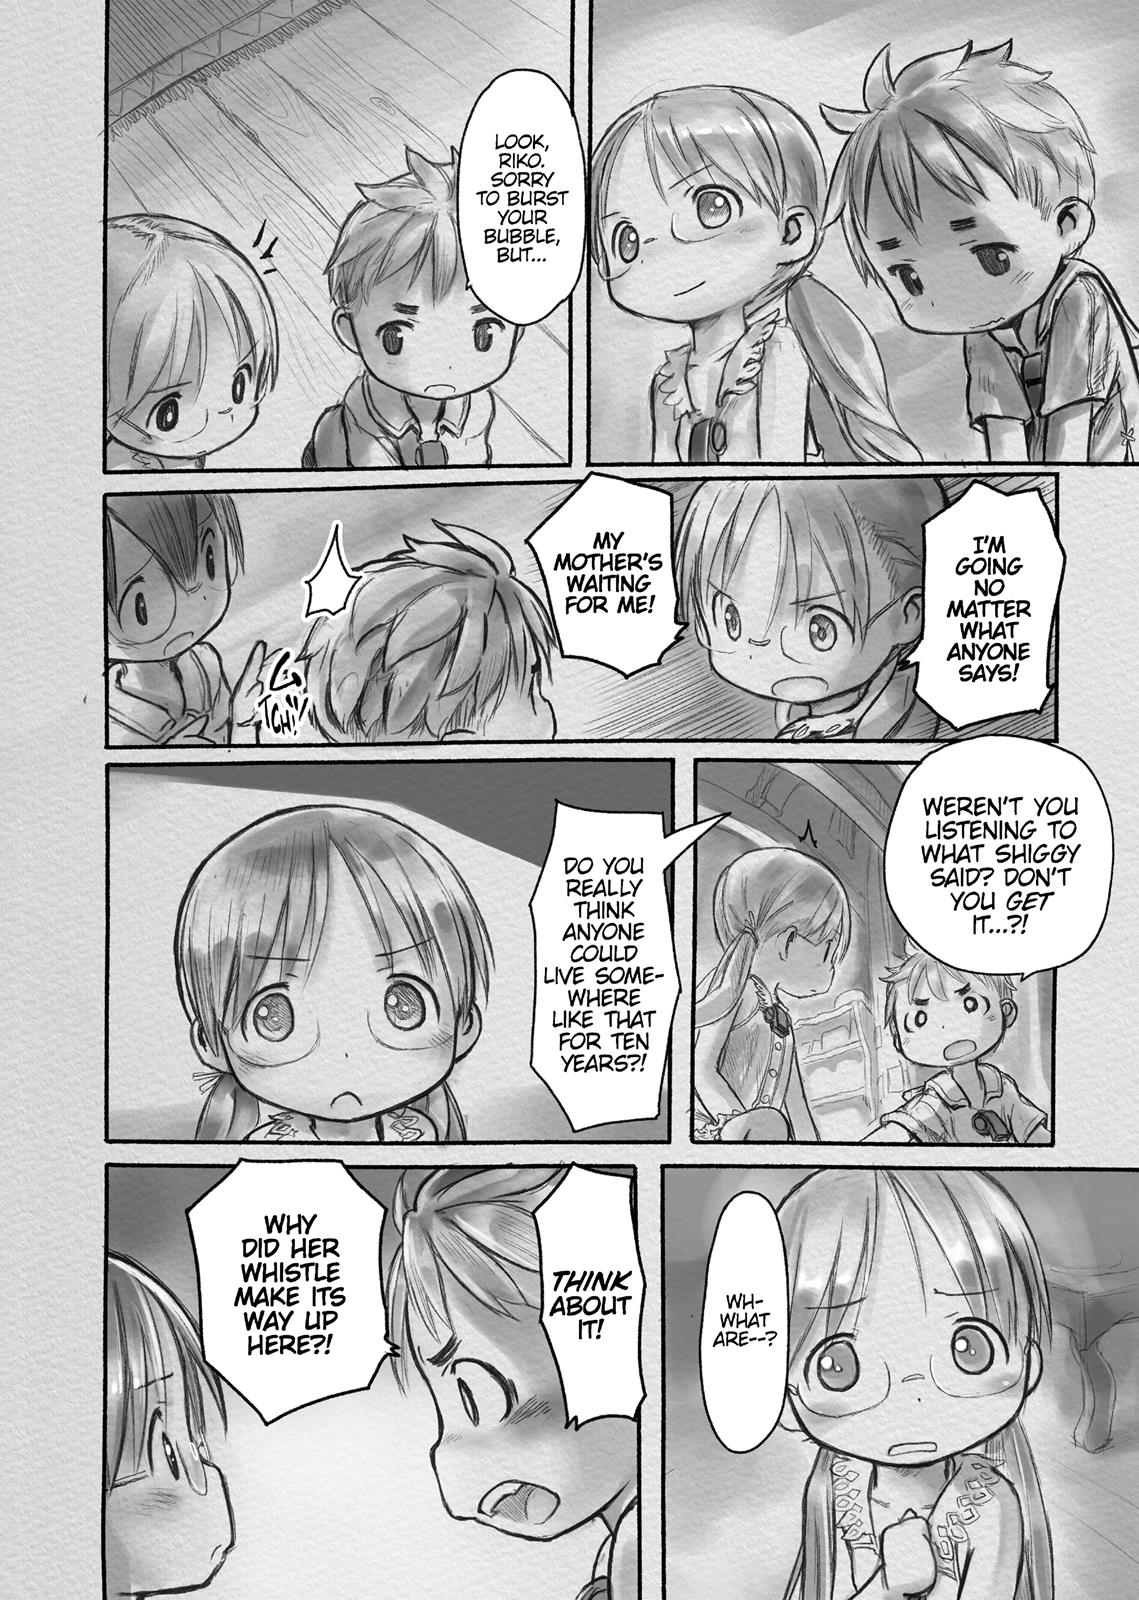 LOOK,
RIKO.
SORRY
TO BURST
YOUR
BUBBLE,
BUT...
I'M
GOING
NO
MATTER
WHAT
ANYONE
SAYS!
MY
MOTHER'S
WAITING
FOR ME!
TCH!!
WEREN'T YOU
LISTENING TO
WHAT SHIGGY
SAID? DON'T
YOU GET
IT...?!
DO YOU
REALLY
THINK
ANYONE
COULD
LIVE SOME-
WHERE
LIKE THAT
FOR TEN
YEARS?!
WH-
WHAT
ARE--?
THINK
ABOUT
IT!
WHY
DID HER
WHISTLE
MAKE ITS
WAY UP
HERE?!